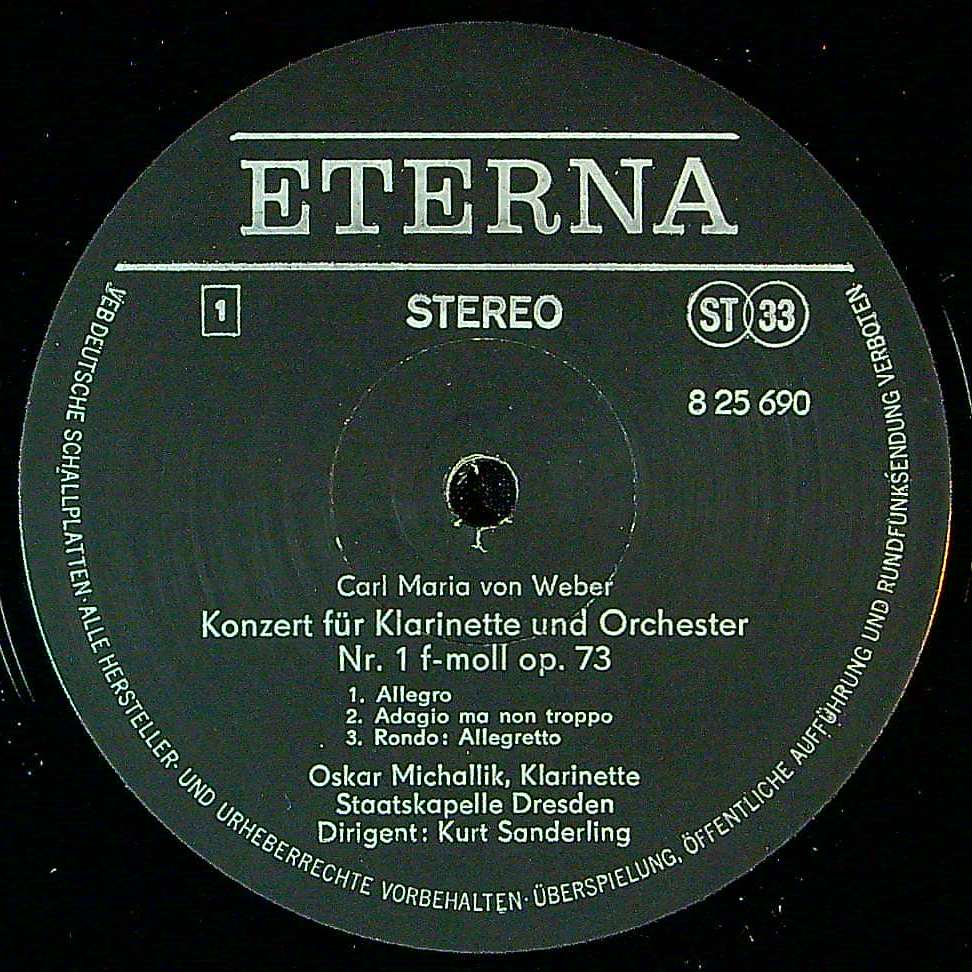 ETERNA
1 STEREO ST 33
8 25 690
Carl Maria von Weber
Konzert für Klarinette und Orchester
Nr. 1 f-moll op. 73
1. Allegro
2. Adagio ma non troppo
3. Rondo: Allegretto
Oskar Michallik, Klarinette
Staatskapelle Dresden
Dirigent: Kurt Sanderling
VEB DEUTSCHE SCHALLPLATTEN · ALLE HERSTELLER- UND URHEBERRECHTE VORBEHALTEN · ÜBERSPIELUNG, ÖFFENTLICHE AUFFÜHRUNG UND RUNDFUNKSENDUNG VERBOTEN